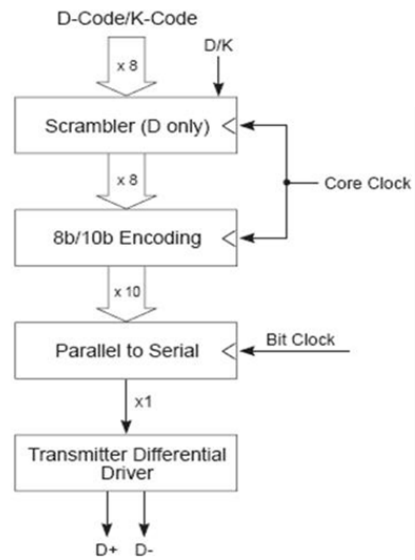 D-Code/K-Code
D/K
x 8
Scrambler (D only)
x 8
Core Clock
8b/10b Encoding
x 10
Bit Clock
Parallel to Serial
x1
Transmitter Differential
Driver
D+ D-